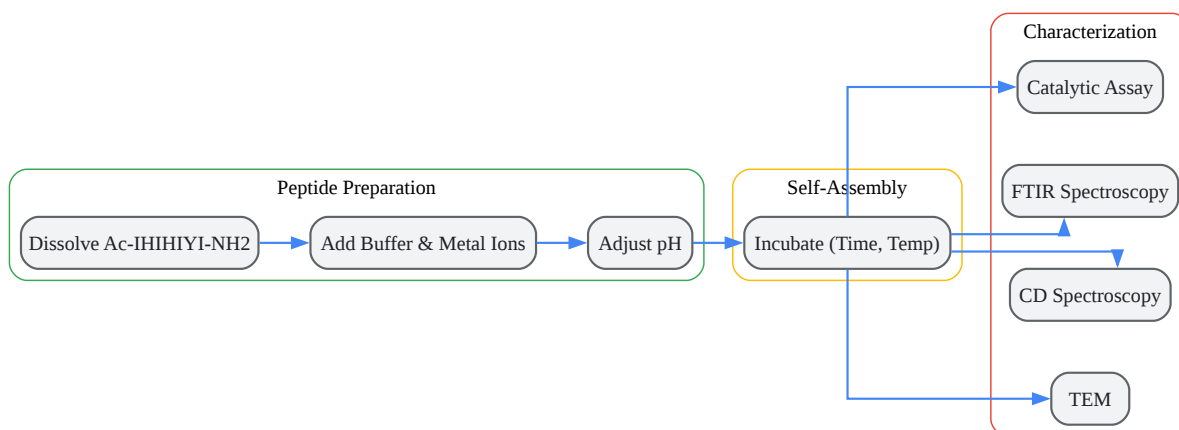 Peptide Preparation
Dissolve Ac-IHIHIYI-NH2
Add Buffer & Metal Ions
Adjust pH
Self-Assembly
Incubate (Time, Temp)
Characterization
Catalytic Assay
FTIR Spectroscopy
CD Spectroscopy
TEM